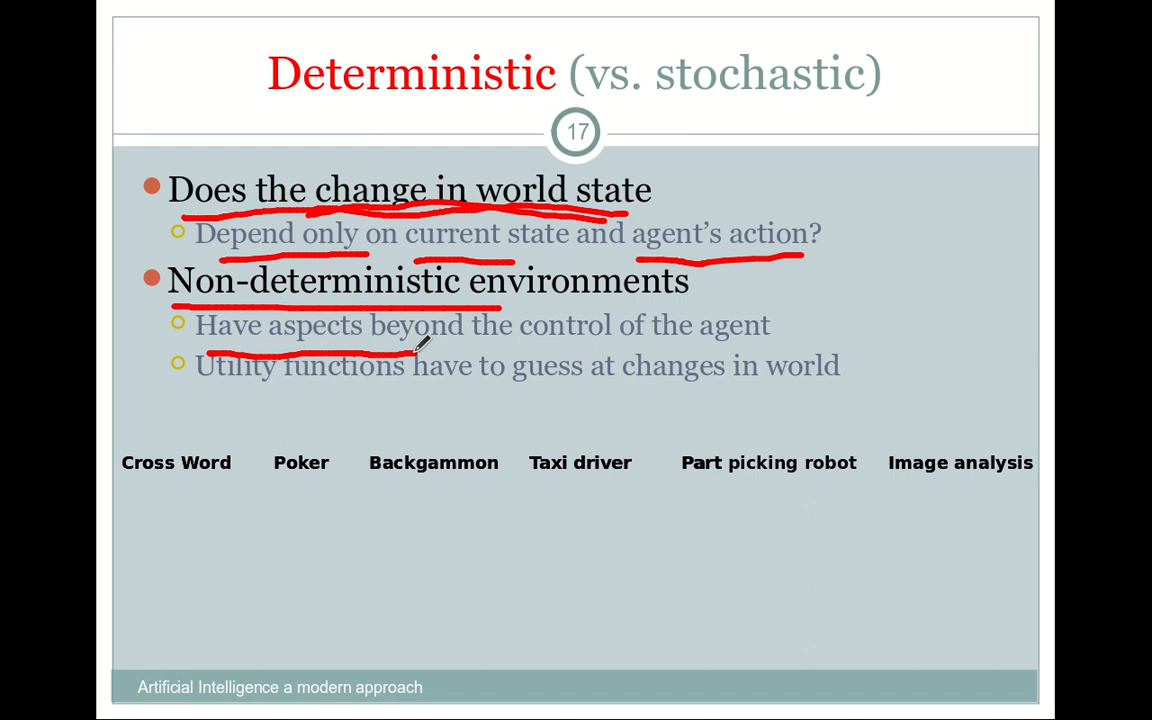 Deterministic (vs. stochastic)
17
Does the change in world state
Depend only on current state and agent's action?
Non-deterministic environments
Have aspects beyond the control of the agent
Utility functions have to guess at changes in world
Cross Word Poker Backgammon Taxi driver Part picking robot Image analysis
Artificial Intelligence a modern approach